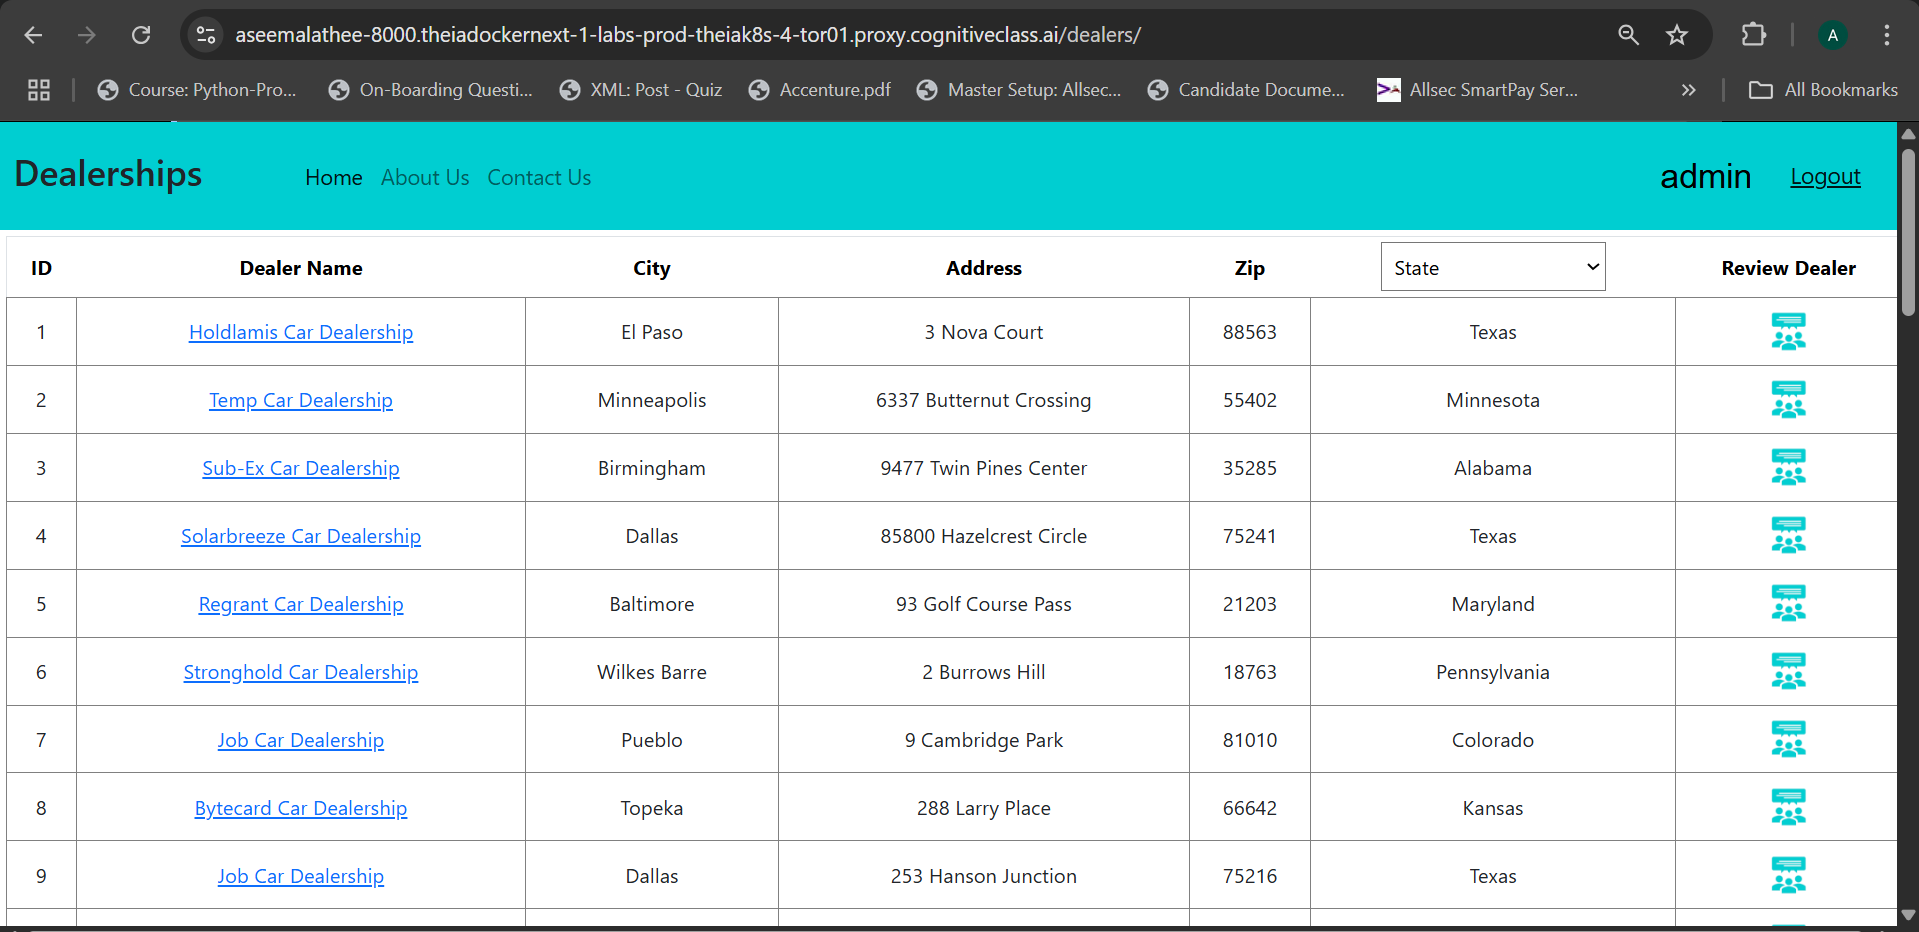 aseemalathee-8000.theiadockernext-1-labs-prod-theiak8s-4-tor01.proxy.cognitiveclass.ai/dealers/
A
Course: Python-Pro... On-Boarding Questi... XML: Post - Quiz Accenture.pdf Master Setup: Allsec... Candidate Docume... Allsec SmartPay Ser... » All Bookmarks
Dealerships Home About Us Contact Us admin Logout
ID Dealer Name City Address Zip State Review Dealer
1 Holdlamis Car Dealership El Paso 3 Nova Court 88563 Texas
2 Temp Car Dealership Minneapolis 6337 Butternut Crossing 55402 Minnesota
3 Sub-Ex Car Dealership Birmingham 9477 Twin Pines Center 35285 Alabama
4 Solarbreeze Car Dealership Dallas 85800 Hazelcrest Circle 75241 Texas
5 Regrant Car Dealership Baltimore 93 Golf Course Pass 21203 Maryland
6 Stronghold Car Dealership Wilkes Barre 2 Burrows Hill 18763 Pennsylvania
7 Job Car Dealership Pueblo 9 Cambridge Park 81010 Colorado
8 Bytecard Car Dealership Topeka 288 Larry Place 66642 Kansas
9 Job Car Dealership Dallas 253 Hanson Junction 75216 Texas